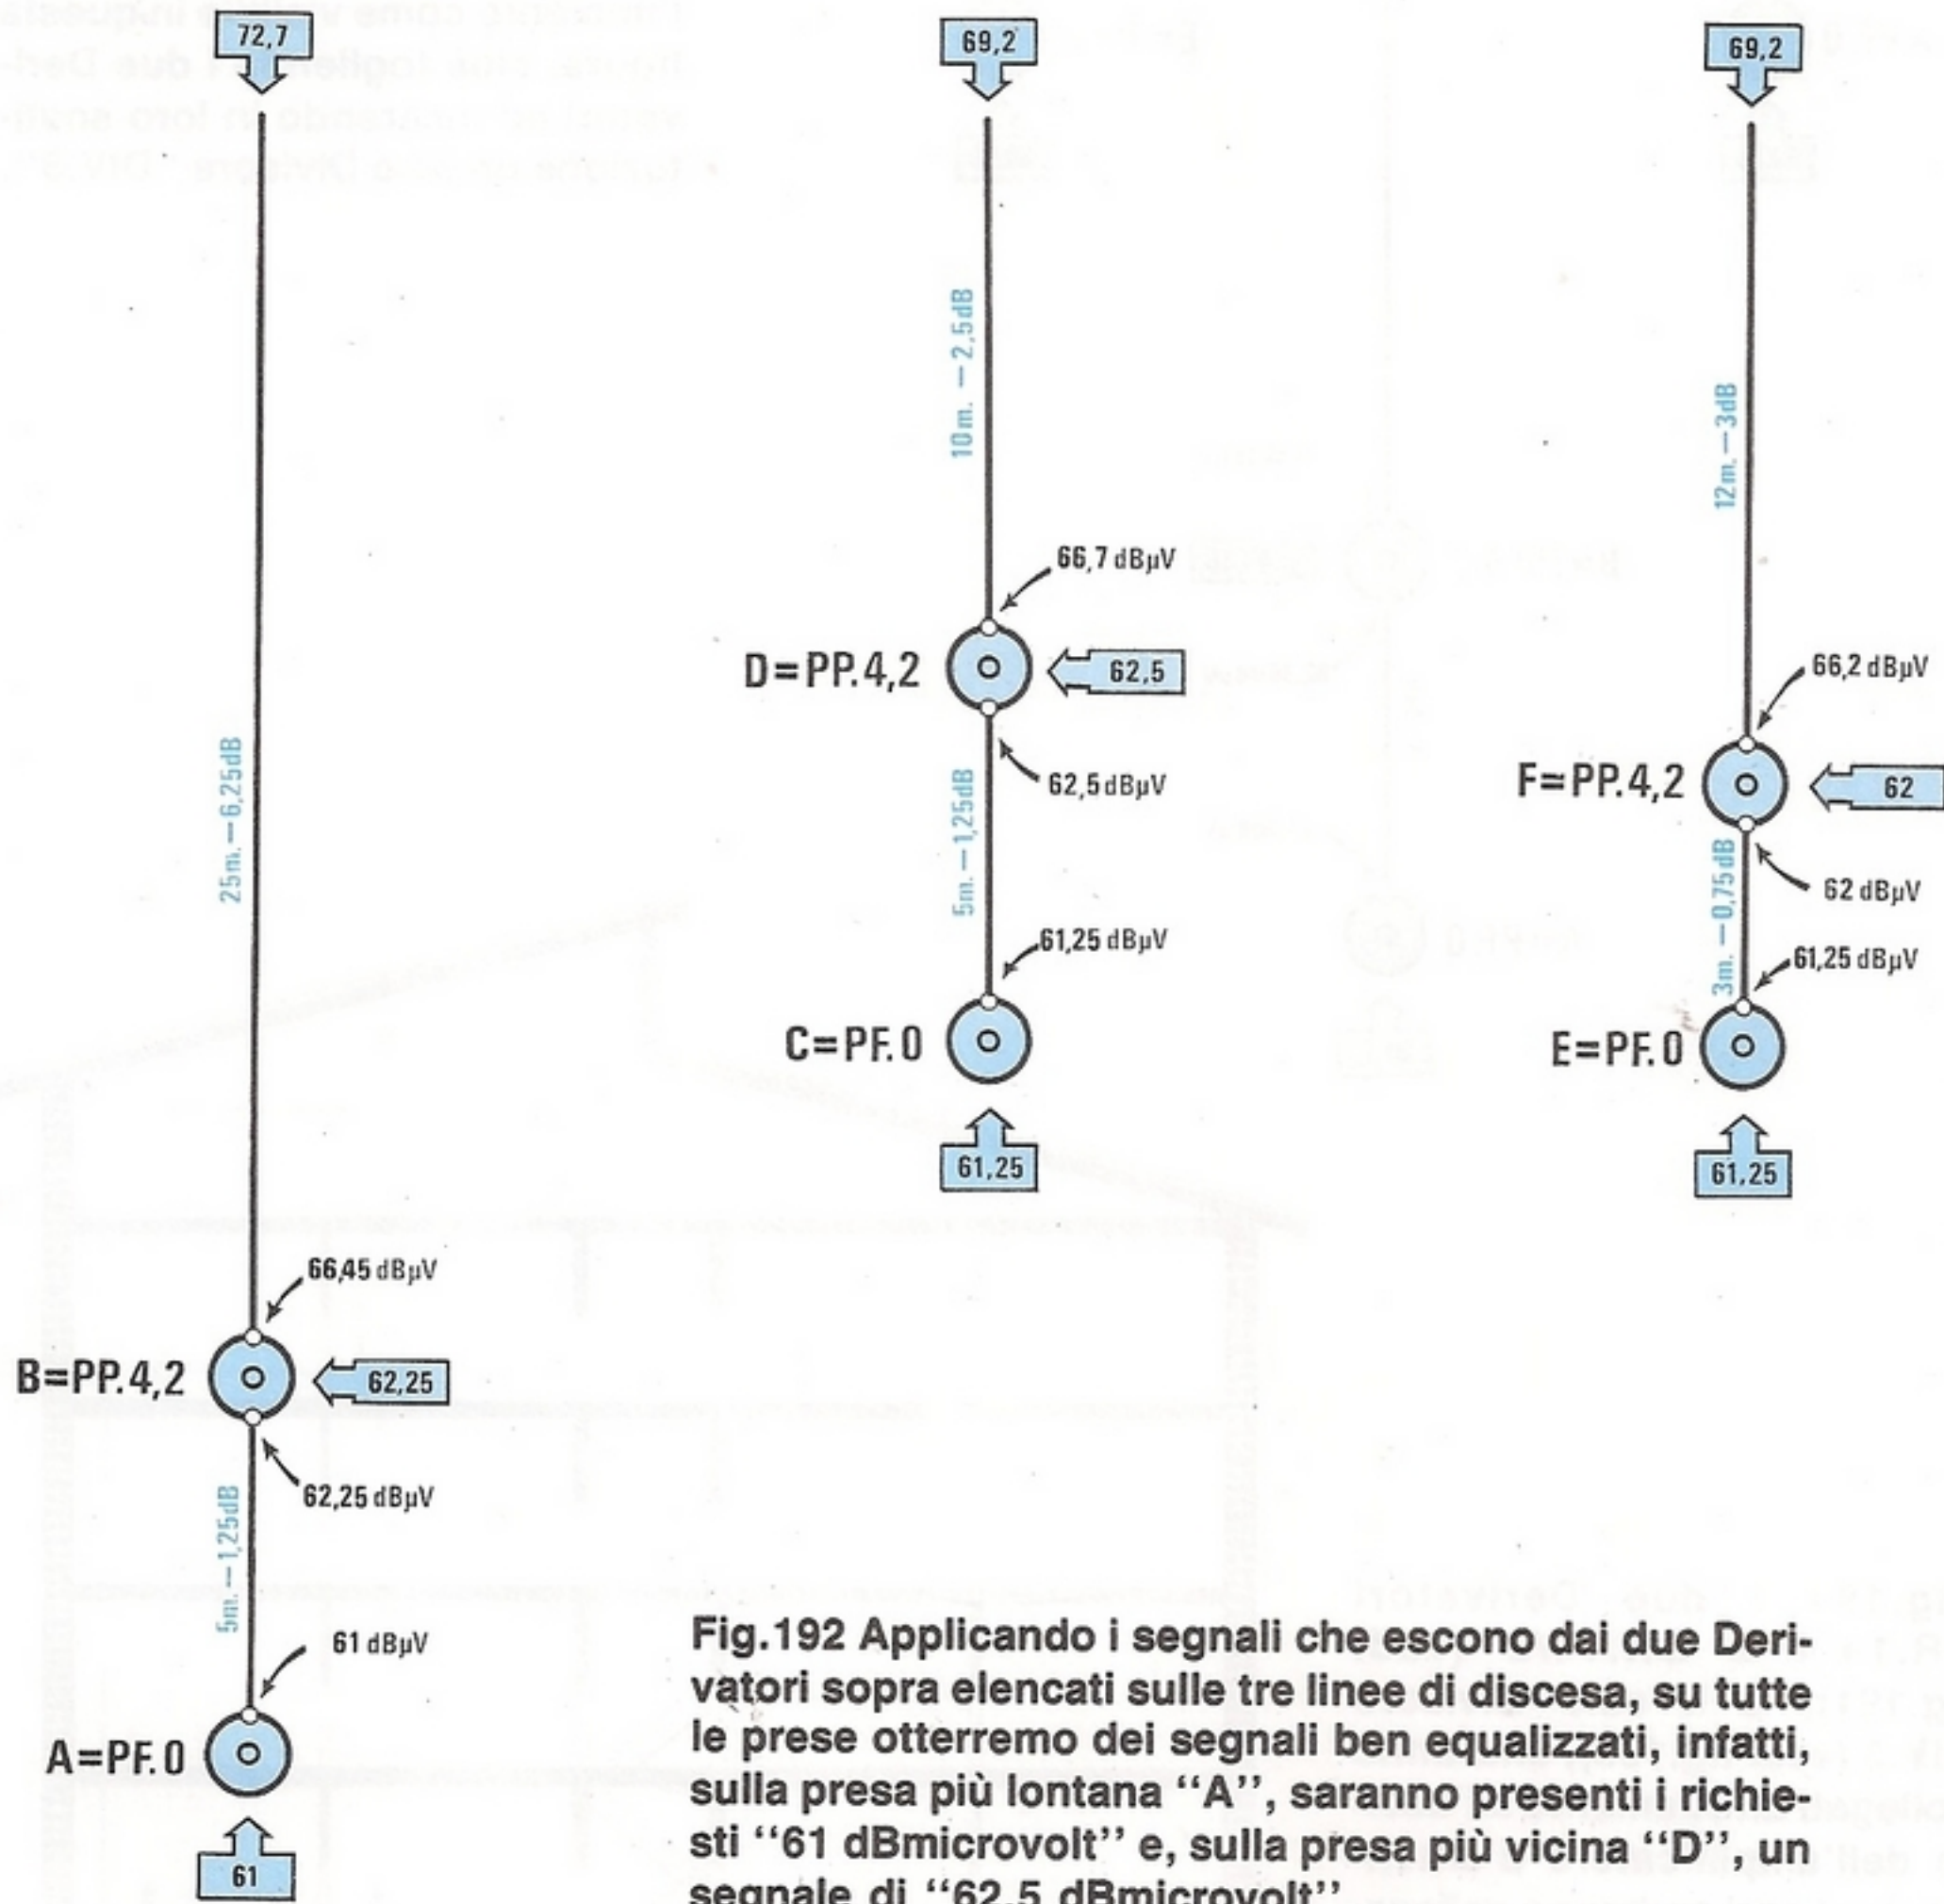 72,7
69,2
69,2
25m. — 6,25dB
10m. — 2,5dB
12m. — 3dB
66,7 dBµV
D=PP.4,2
62,5
62,5 dBµV
5m. — 1,25dB
61,25 dBµV
C=PF.0
61,25
66,2 dBµV
F=PP.4,2
62
62 dBµV
3m. — 0,75dB
61,25 dBµV
E=PF.0
61,25
66,45 dBµV
B=PP.4,2
62,25
62,25 dBµV
5m. — 1,25dB
61 dBµV
A=PF.0
61
Fig.192 Applicando i segnali che escono dai due Deri-
vatori sopra elencati sulle tre linee di discesa, su tutte
le prese otterremo dei segnali ben equalizzati, infatti,
sulla presa più lontana “A”, saranno presenti i richie-
sti “61 dBmicrovolt” e, sulla presa più vicina “D”, un
segnale di “62,5 dBmicrovolt”